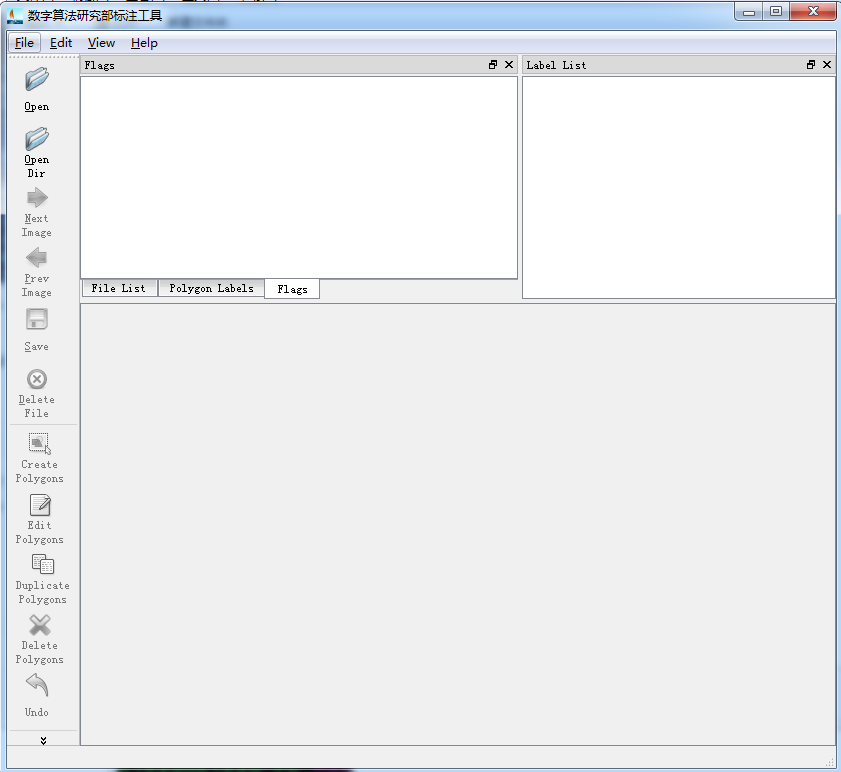 数字算法研究部标注工具
File Edit View Help
Open
Open
Dir
Next
Image
Prev
Image
Save
Delete
File
Create
Polygons
Edit
Polygons
Duplicate
Polygons
Delete
Polygons
Undo
Flags
File List Polygon Labels Flags
Label List